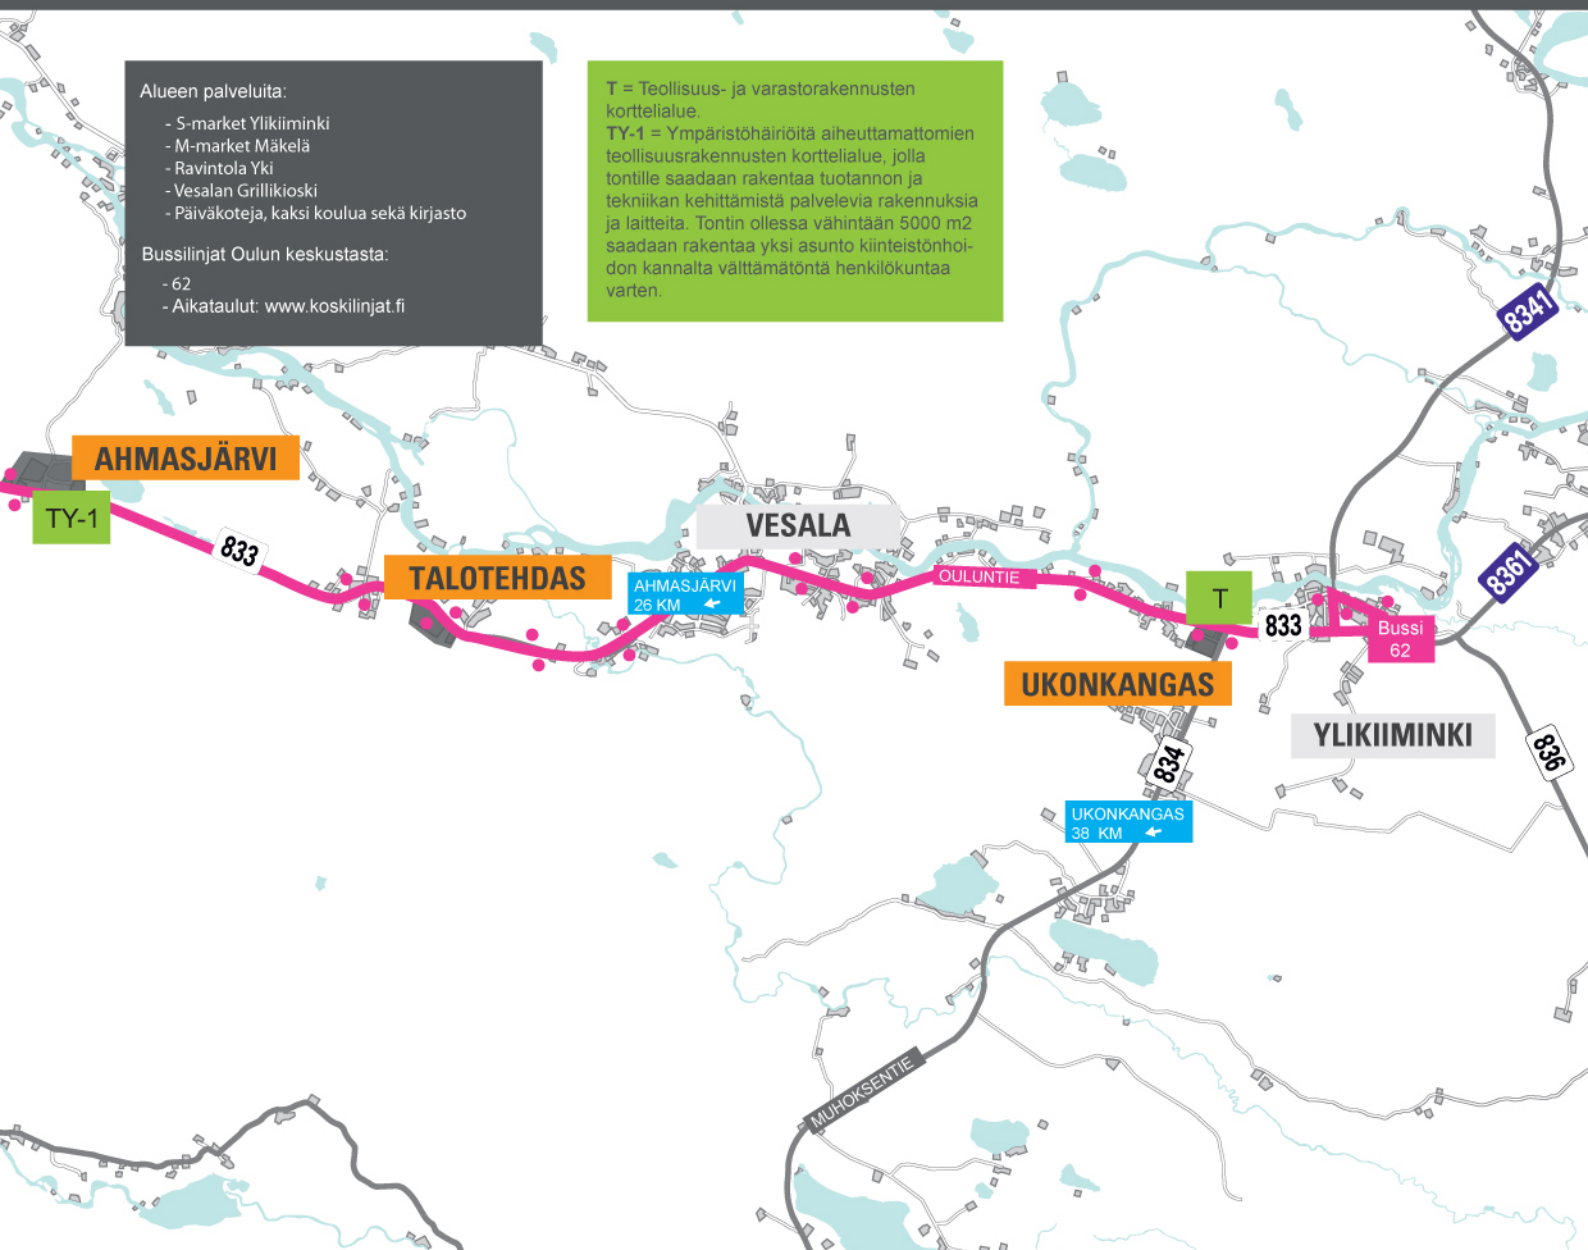 Alueen palveluita:
- S-market Ylikiiminki
- M-market Mäkelä
- Ravintola Yki
- Vesalan Grillikioski
- Päiväkoteja, kaksi koulua sekä kirjasto
Bussilinjat Oulun keskustasta:
- 62
- Aikataulut: www.koskilinjat.fi
T = Teollisuus- ja varastorakennusten
korttelialue.
TY-1 = Ympäristöhäiriöitä aiheuttamattomien
teollisuusrakennusten korttelialue, jolla
tontille saadaan rakentaa tuotannon ja
tekniikan kehittämistä palvelevia rakennuksia
ja laitteita. Tontin ollessa vähintään 5000 m2
saadaan rakentaa yksi asunto kiinteistönhoi-
don kannalta välttämätöntä henkilökuntaa
varten.
8341
AHMASJÄRVI
TY-1
833
TALOTEHDAS
AHMASJÄRVI
26 KM
VESALA
OULUNTIE
T
833
8361
Bussi
62
UKONKANGAS
YLIKIIMINKI
834
836
UKONKANGAS
38 KM
MUHOKSENTIE